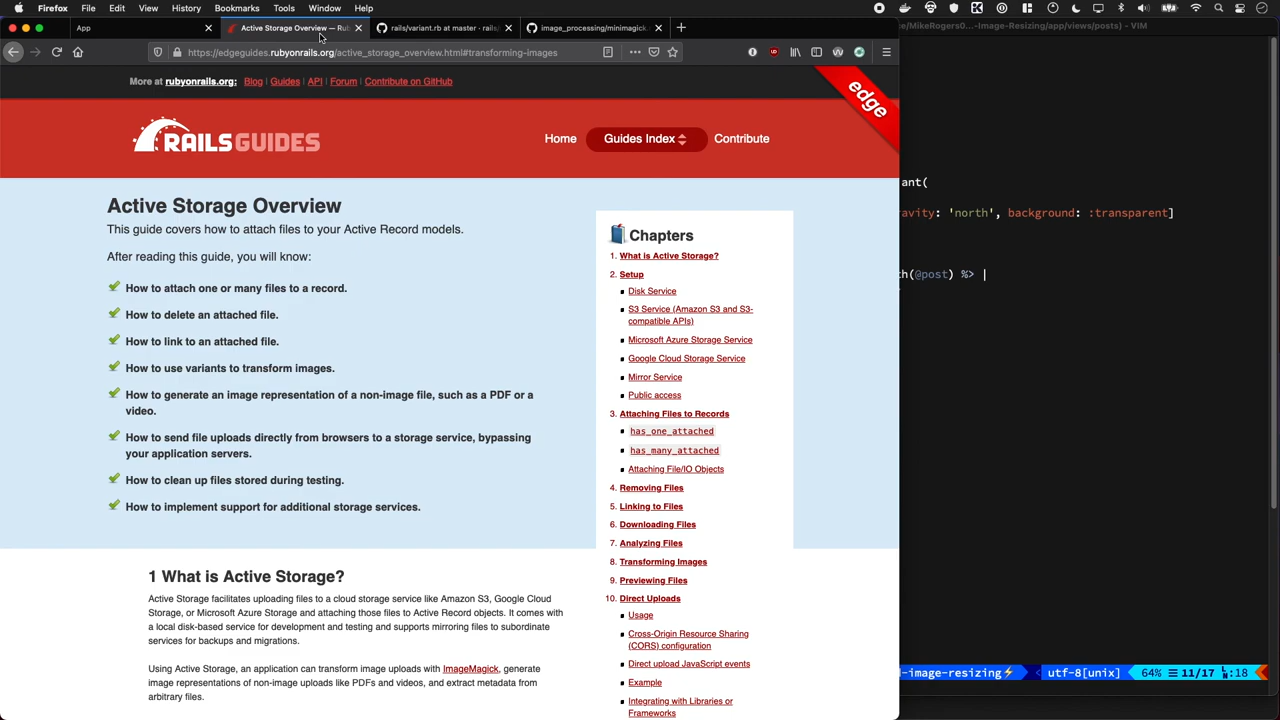 Firefox File Edit View History Bookmarks Tools Window Help
App
Active Storage Overview — Rub
rails/variant.rb at master · rails/
image_processing/minimagick
/MikeRogers0...-Image-Resizing/app/views/posts) - VIM
https://edgeguides.rubyonrails.org/active_storage_overview.html#transforming-images
More at rubyonrails.org: Blog | Guides | API | Forum | Contribute on GitHub
edge
RAILSGUIDES
Home Guides Index Contribute
Active Storage Overview
This guide covers how to attach files to your Active Record models.
After reading this guide, you will know:
How to attach one or many files to a record.
How to delete an attached file.
How to link to an attached file.
How to use variants to transform images.
How to generate an image representation of a non-image file, such as a PDF or a
video.
How to send file uploads directly from browsers to a storage service, bypassing
your application servers.
How to clean up files stored during testing.
How to implement support for additional storage services.
Chapters
1. What is Active Storage?
2. Setup
Disk Service
S3 Service (Amazon S3 and S3-
compatible APIs)
Microsoft Azure Storage Service
Google Cloud Storage Service
Mirror Service
Public access
3. Attaching Files to Records
has_one_attached
has_many_attached
Attaching File/IO Objects
4. Removing Files
5. Linking to Files
6. Downloading Files
7. Analyzing Files
8. Transforming Images
9. Previewing Files
10. Direct Uploads
Usage
Cross-Origin Resource Sharing
(CORS) configuration
Direct upload JavaScript events
Example
Integrating with Libraries or
Frameworks
1 What is Active Storage?
Active Storage facilitates uploading files to a cloud storage service like Amazon S3, Google Cloud
Storage, or Microsoft Azure Storage and attaching those files to Active Record objects. It comes with
a local disk-based service for development and testing and supports mirroring files to subordinate
services for backups and migrations.
Using Active Storage, an application can transform image uploads with ImageMagick, generate
image representations of non-image uploads like PDFs and videos, and extract metadata from
arbitrary files.
ant(
avity: 'north', background: :transparent]
th(@post) %> |
d-image-resizing utf-8[unix] 64% 11/17 :18